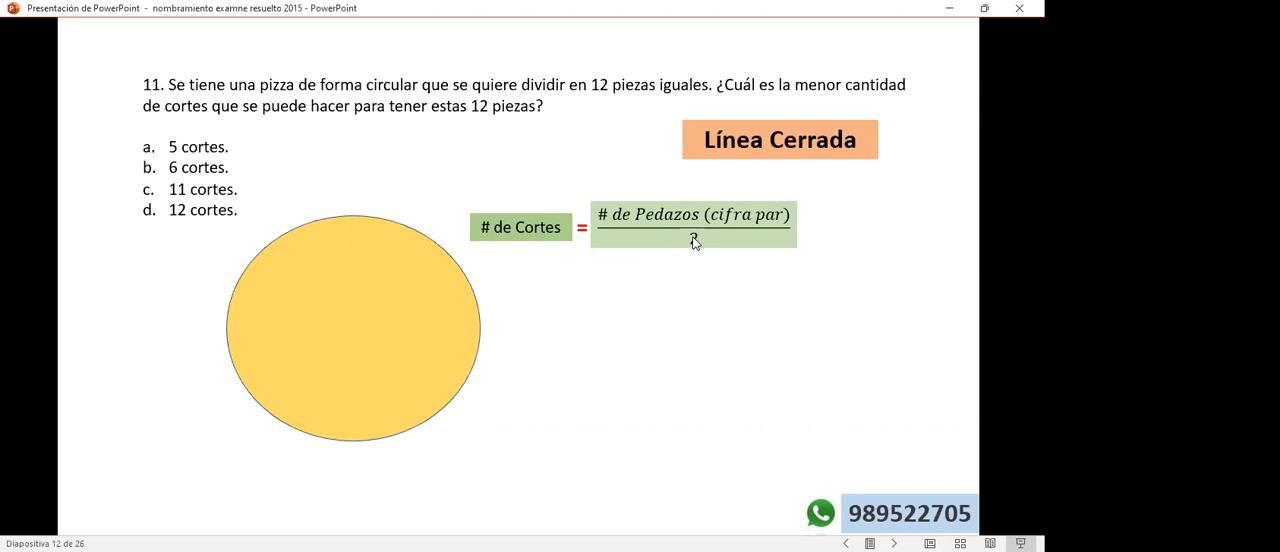 Presentación de PowerPoint - nombramiento examne resuelto 2015 - PowerPoint
11. Se tiene una pizza de forma circular que se quiere dividir en 12 piezas iguales. ¿Cuál es la menor cantidad
de cortes que se puede hacer para tener estas 12 piezas?
Línea Cerrada
a. 5 cortes.
b. 6 cortes.
c. 11 cortes.
d. 12 cortes.
# de Cortes = # de Pedazos (cifra par)
989522705
Diapositiva 12 de 26